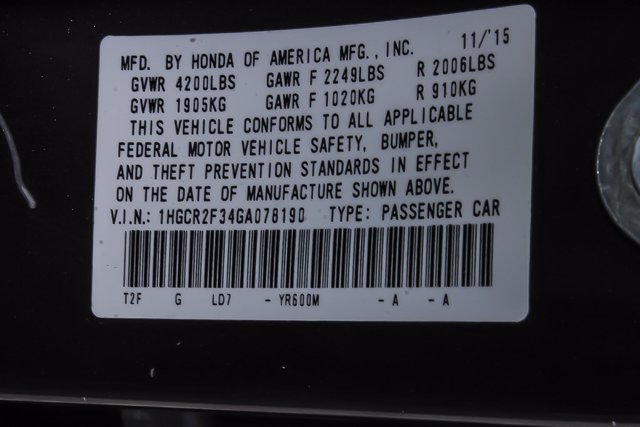 MFD. BY HONDA OF AMERICA MFG., INC. 11/'15
GVWR 4200LBS GAWR F 2249LBS R 2006LBS
GVWR 1905KG GAWR F 1020KG R 910KG
THIS VEHICLE CONFORMS TO ALL APPLICABLE
FEDERAL MOTOR VEHICLE SAFETY, BUMPER,
AND THEFT PREVENTION STANDARDS IN EFFECT
ON THE DATE OF MANUFACTURE SHOWN ABOVE.
V.I.N.: 1HGCR2F34GA078190 TYPE: PASSENGER CAR
T2F G LD7 - YR600M - A - A